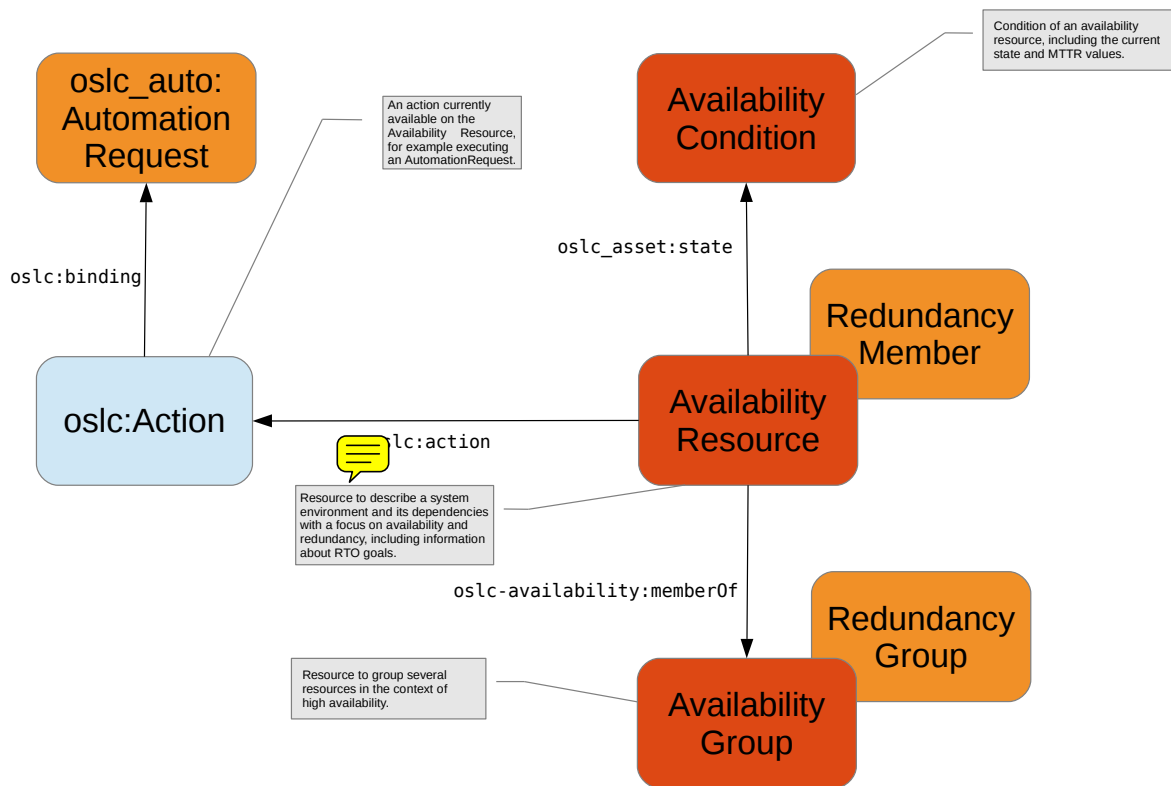 Condition of an availability
resource, including the current
state and MTTR values.
oslc_auto:
Automation
Request
An action currently
available on the
Availability Resource,
for example executing
an AutomationRequest.
Availability
Condition
oslc_asset:state
oslc:binding
Redundancy
Member
oslc:Action
Availability
Resource
slc:action
Resource to describe a system
environment and its dependencies
with a focus on availability and
redundancy, including information
about RTO goals.
oslc-availability:memberOf
Redundancy
Group
Resource to group several
resources in the context of
high availability.
Availability
Group